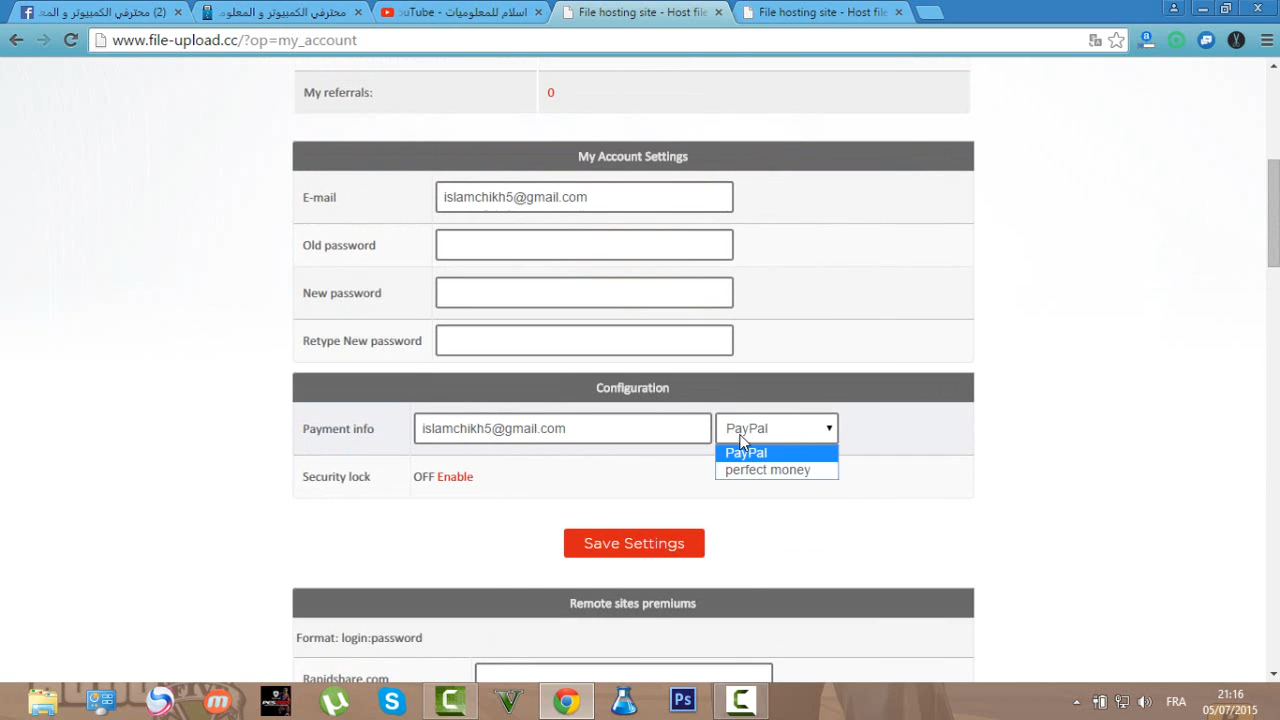 (2) محترفي الكمبيوتر و المعـ
محترفي الكمبيوتر و المعلوم
اسلام للمعلوميات - YouTube
File hosting site - Host file
File hosting site - Host file
www.file-upload.cc/?op=my_account
My referrals: 0
My Account Settings
E-mail islamchikh5@gmail.com
Old password
New password
Retype New password
Configuration
Payment info islamchikh5@gmail.com PayPal
PayPal
perfect money
Security lock OFF Enable
Save Settings
Remote sites premiums
Format: login:password
Rapidshare.com
FRA
21:16
05/07/2015